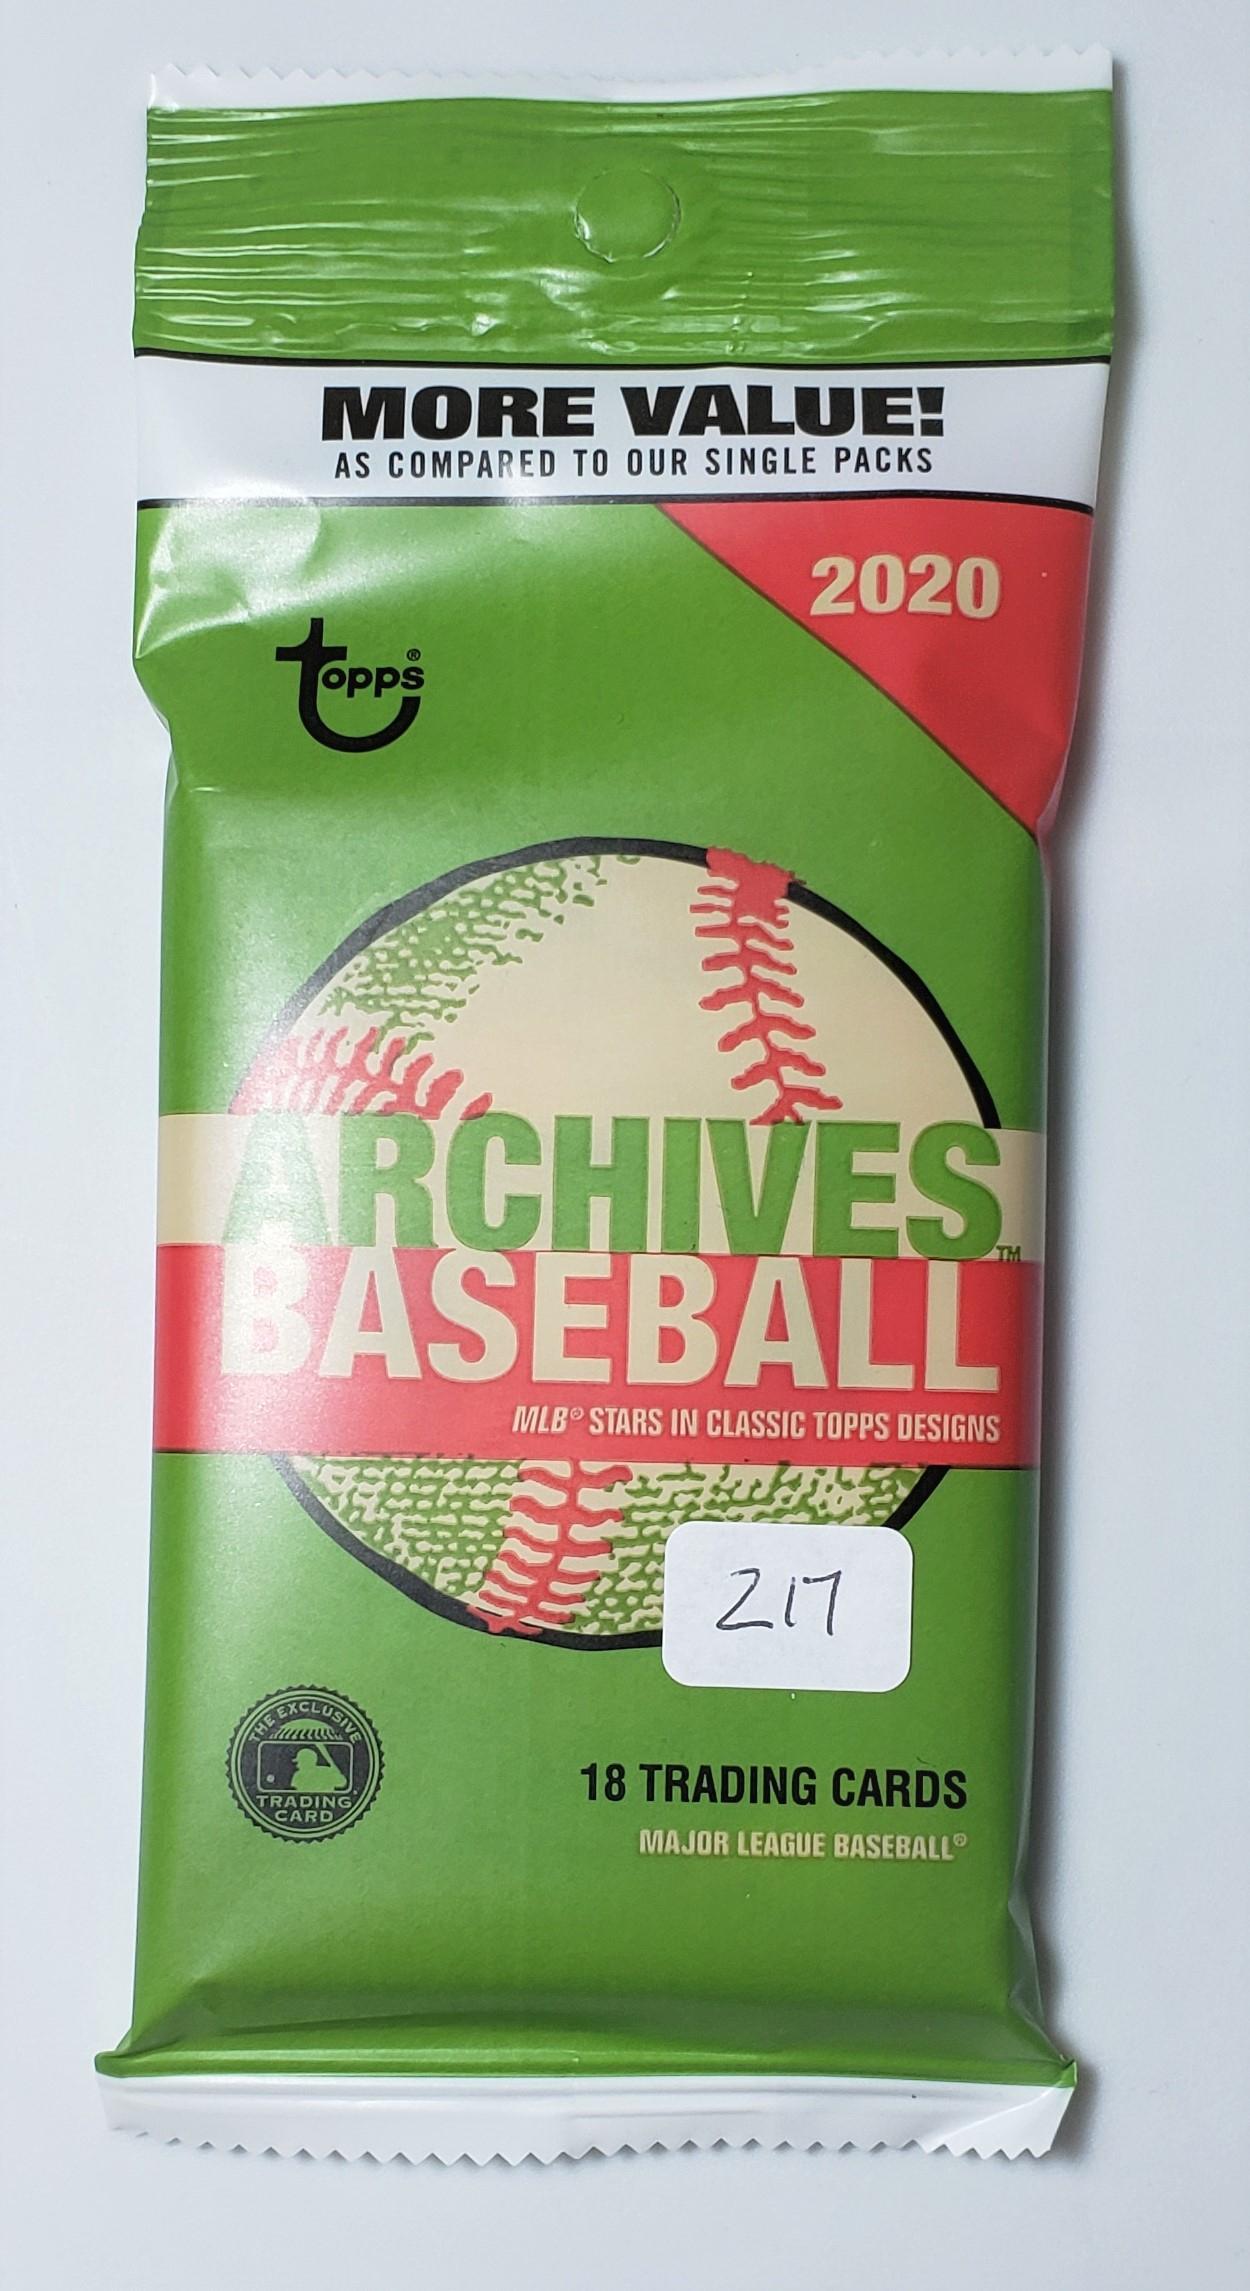 MORE VALUE!
AS COMPARED TO OUR SINGLE PACKS
2020
topps®
ARCHIVES™
BASEBALL
MLB® STARS IN CLASSIC TOPPS DESIGNS
217
THE EXCLUSIVE
TRADING
CARD
18 TRADING CARDS
MAJOR LEAGUE BASEBALL®